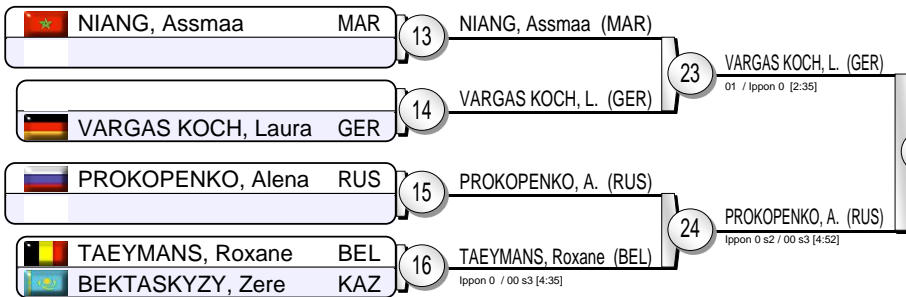 NIANG, Assmaa MAR
13
NIANG, Assmaa (MAR)
23
VARGAS KOCH, L. (GER)
01 / Ippon 0 [2:35]
14
VARGAS KOCH, L. (GER)
VARGAS KOCH, Laura GER
PROKOPENKO, Alena RUS
15
PROKOPENKO, A. (RUS)
24
PROKOPENKO, A. (RUS)
Ippon 0 s2 / 00 s3 [4:52]
TAEYMANS, Roxane BEL
16
TAEYMANS, Roxane (BEL)
Ippon 0 / 00 s3 [4:35]
BEKTASKYZY, Zere KAZ